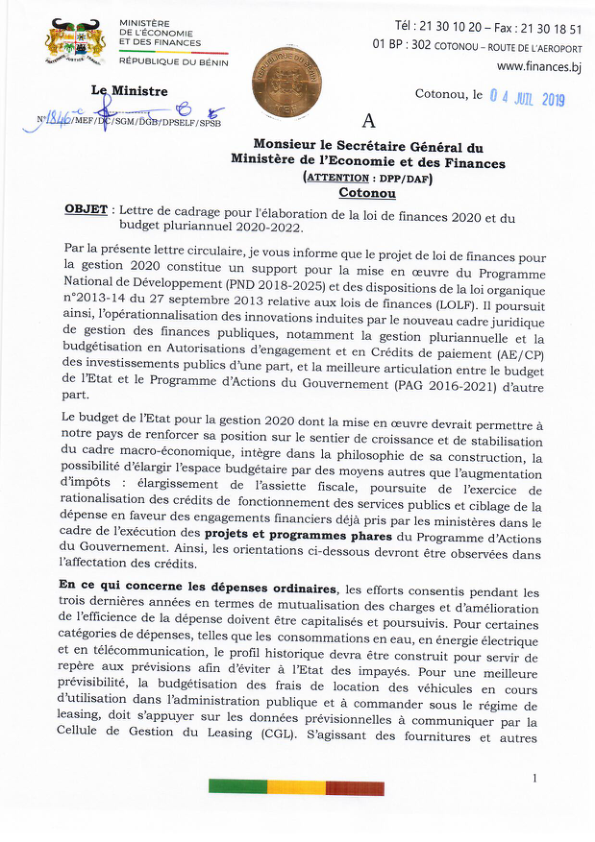 MINISTÈRE
DE L'ÉCONOMIE
ET DES FINANCES
RÉPUBLIQUE DU BÉNIN
Tél : 21 30 10 20 – Fax : 21 30 18 51
01 BP : 302 COTONOU – ROUTE DE L'AEROPORT
www.finances.bj
Le Ministre
Cotonou, le 04 JUIL 2019
N°1846-c/MEF/DC/SGM/DGB/DPSELF/SPSB
A
Monsieur le Secrétaire Général du
Ministère de l'Economie et des Finances
(ATTENTION : DPP/DAF)
Cotonou
OBJET : Lettre de cadrage pour l'élaboration de la loi de finances 2020 et du
budget pluriannuel 2020-2022.
Par la présente lettre circulaire, je vous informe que le projet de loi de finances pour
la gestion 2020 constitue un support pour la mise en œuvre du Programme
National de Développement (PND 2018-2025) et des dispositions de la loi organique
n°2013-14 du 27 septembre 2013 relative aux lois de finances (LOLF). Il poursuit
ainsi, l'opérationnalisation des innovations induites par le nouveau cadre juridique
de gestion des finances publiques, notamment la gestion pluriannuelle et la
budgétisation en Autorisations d'engagement et en Crédits de paiement (AE/CP)
des investissements publics d'une part, et la meilleure articulation entre le budget
de l'Etat et le Programme d'Actions du Gouvernement (PAG 2016-2021) d'autre
part.
Le budget de l'Etat pour la gestion 2020 dont la mise en œuvre devrait permettre à
notre pays de renforcer sa position sur le sentier de croissance et de stabilisation
du cadre macro-économique, intègre dans la philosophie de sa construction, la
possibilité d'élargir l'espace budgétaire par des moyens autres que l'augmentation
d'impôts : élargissement de l'assiette fiscale, poursuite de l'exercice de
rationalisation des crédits de fonctionnement des services publics et ciblage de la
dépense en faveur des engagements financiers déjà pris par les ministères dans le
cadre de l'exécution des projets et programmes phares du Programme d'Actions
du Gouvernement. Ainsi, les orientations ci-dessous devront être observées dans
l'affectation des crédits.
En ce qui concerne les dépenses ordinaires, les efforts consentis pendant les
trois dernières années en termes de mutualisation des charges et d'amélioration
de l'efficience de la dépense doivent être capitalisés et poursuivis. Pour certaines
catégories de dépenses, telles que les consommations en eau, en énergie électrique
et en télécommunication, le profil historique devra être construit pour servir de
repère aux prévisions afin d'éviter à l'Etat des impayés. Pour une meilleure
prévisibilité, la budgétisation des frais de location des véhicules en cours
d'utilisation dans l'administration publique et à commander sous le régime de
leasing, doit s'appuyer sur les données prévisionnelles à communiquer par la
Cellule de Gestion du Leasing (CGL). S'agissant des fournitures et autres
1